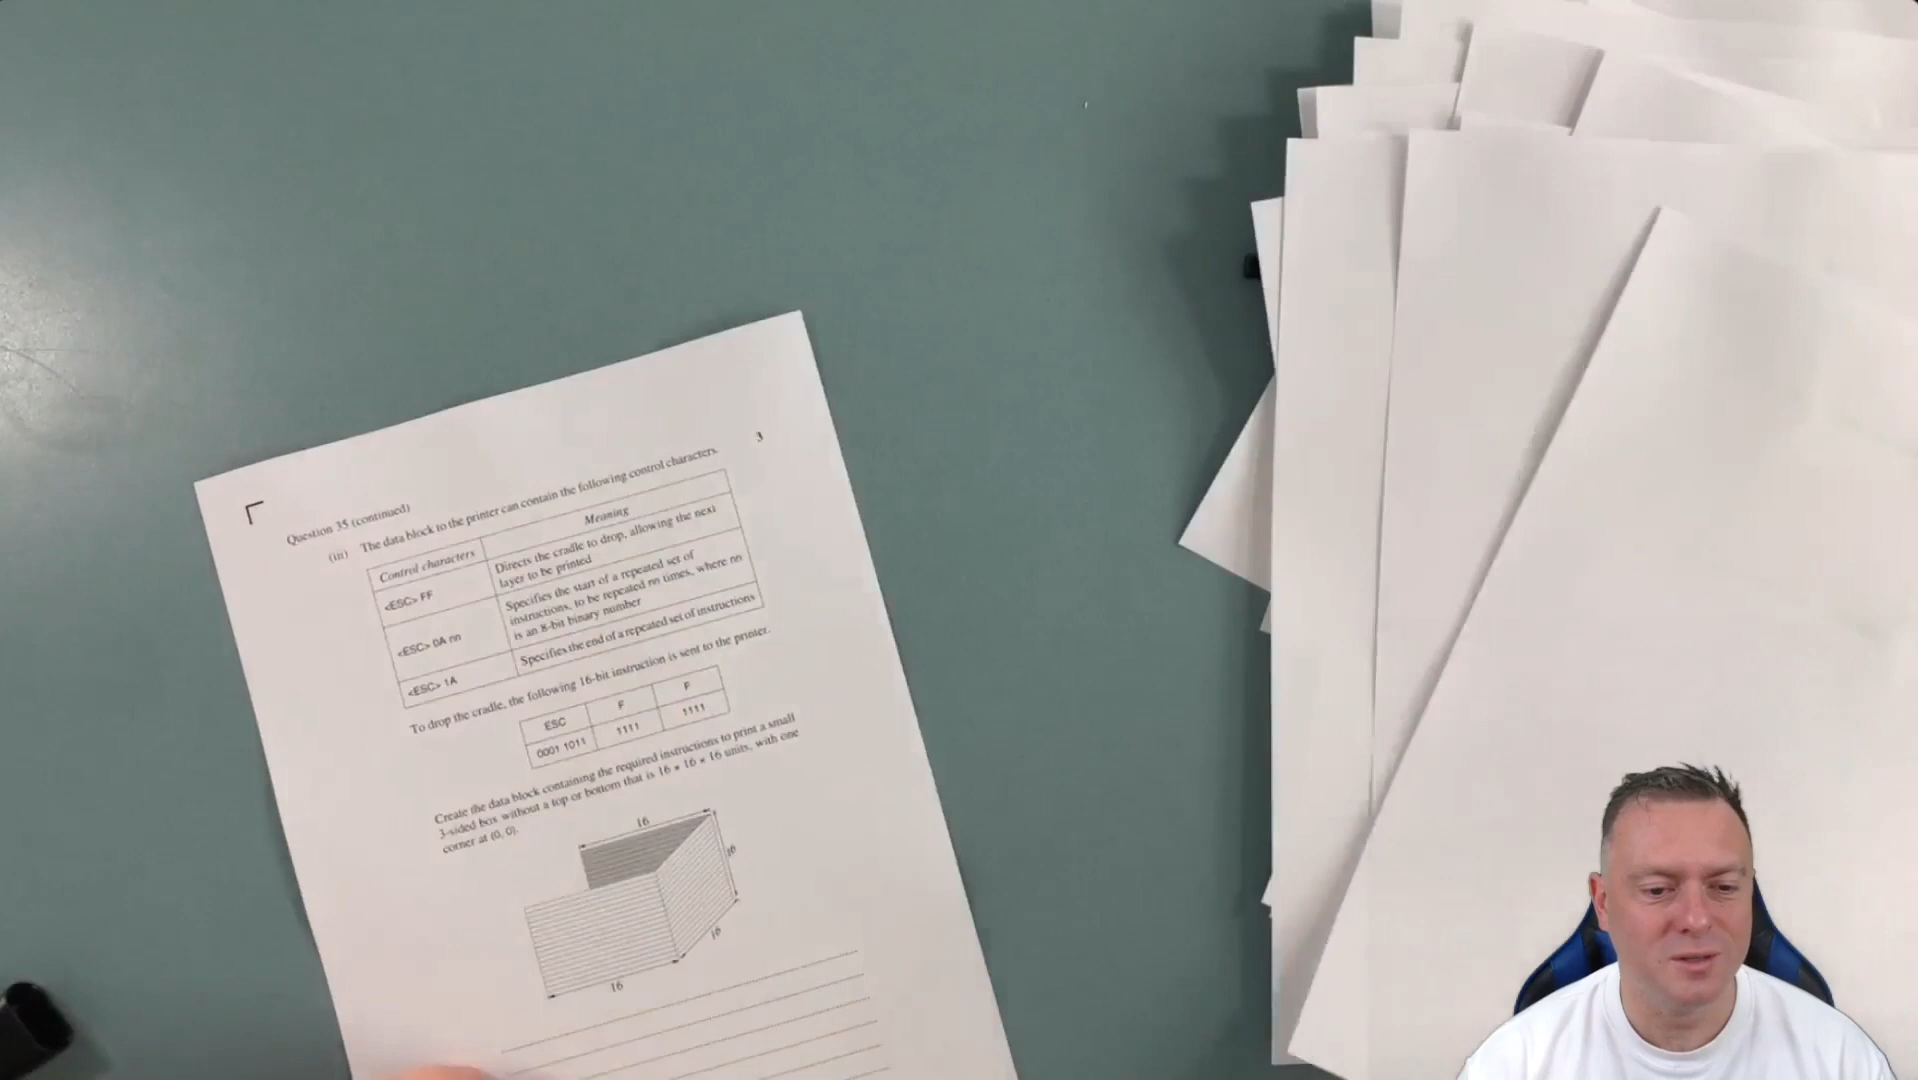 3
Question 35 (continued)
(iii) The data block to the printer can contain the following control characters.
Control characters Meaning
<ESC> FF Directs the cradle to drop, allowing the next
layer to be printed
<ESC> 0A nn Specifies the start of a repeated set of
instructions, to be repeated nn times, where nn
is an 8-bit binary number
<ESC> 1A Specifies the end of a repeated set of instructions
To drop the cradle, the following 16-bit instruction is sent to the printer.
ESC F F
0001 1011 1111 1111
Create the data block containing the required instructions to print a small
3-sided box without a top or bottom that is 16 × 16 × 16 units, with one
corner at (0, 0).
16
16
16
16